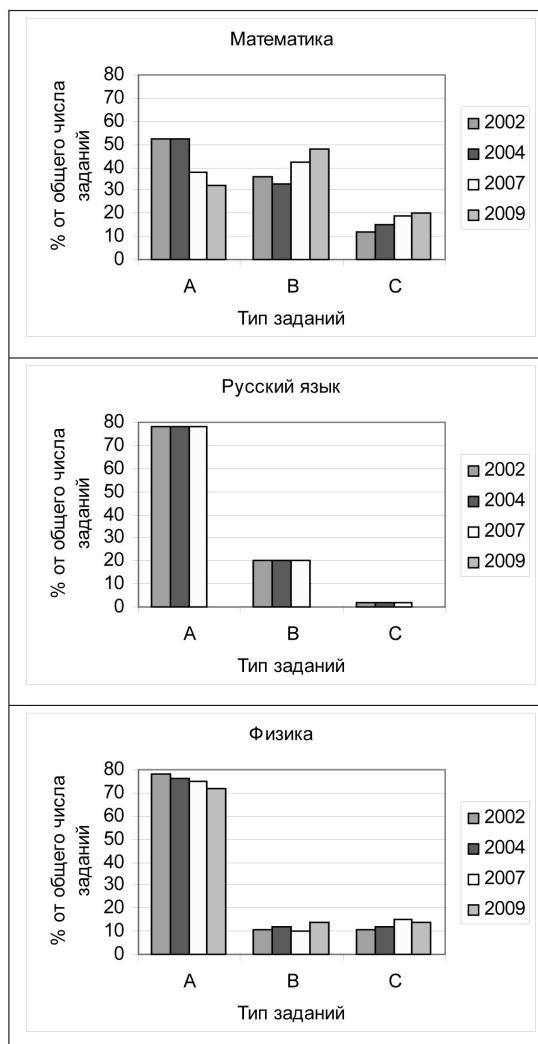 Математика
% от общего числа
заданий
80
70
60
50
40
30
20
10
0
A
B
C
Тип заданий
2002
2004
2007
2009
Русский язык
% от общего числа
заданий
80
70
60
50
40
30
20
10
0
A
B
C
Тип заданий
2002
2004
2007
2009
Физика
% от общего числа
заданий
80
70
60
50
40
30
20
10
0
A
B
C
Тип заданий
2002
2004
2007
2009